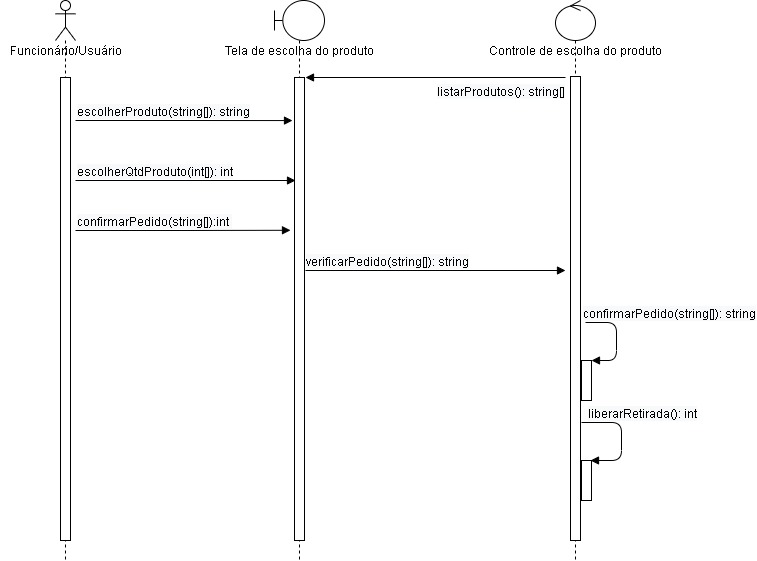 Funcionário/Usuário
Tela de escolha do produto
Controle de escolha do produto
listarProdutos(): string[]
escolherProduto(string[]): string
escolherQtdProduto(int[]): int
confirmarPedido(string[]):int
verificarPedido(string[]): string
confirmarPedido(string[]): string
liberarRetirada(): int